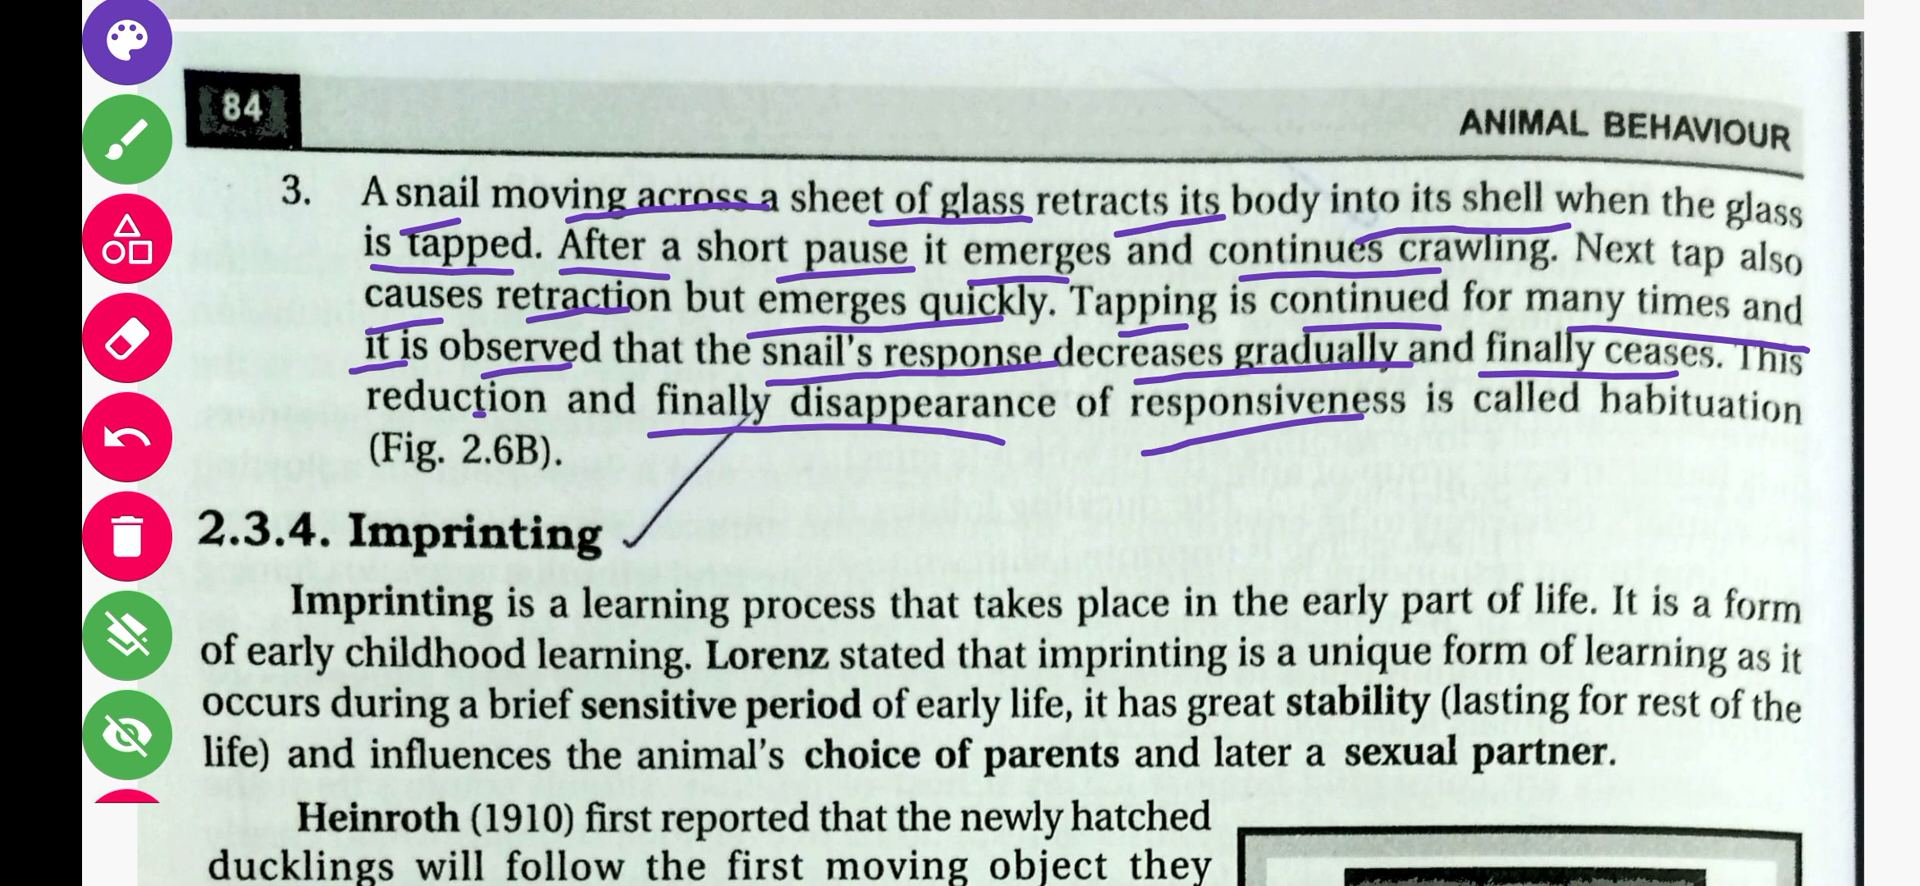 84
ANIMAL BEHAVIOUR
3. A snail moving across a sheet of glass retracts its body into its shell when the glass
is tapped. After a short pause it emerges and continues crawling. Next tap also
causes retraction but emerges quickly. Tapping is continued for many times and
it is observed that the snail's response decreases gradually and finally ceases. This
reduction and finally disappearance of responsiveness is called habituation
(Fig. 2.6B).
2.3.4. Imprinting
Imprinting is a learning process that takes place in the early part of life. It is a form
of early childhood learning. Lorenz stated that imprinting is a unique form of learning as it
occurs during a brief sensitive period of early life, it has great stability (lasting for rest of the
life) and influences the animal's choice of parents and later a sexual partner.
Heinroth (1910) first reported that the newly hatched
ducklings will follow the first moving object they